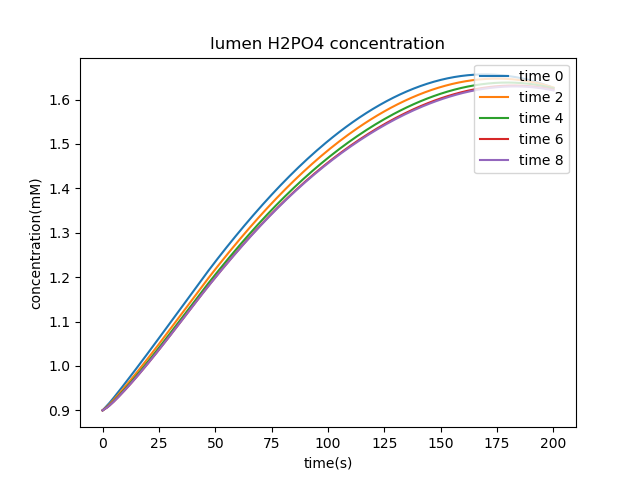 lumen H2PO4 concentration
concentration(mM)
1.6
1.5
1.4
1.3
1.2
1.1
1.0
0.9
time 0
time 2
time 4
time 6
time 8
0 25 50 75 100 125 150 175 200
time(s)